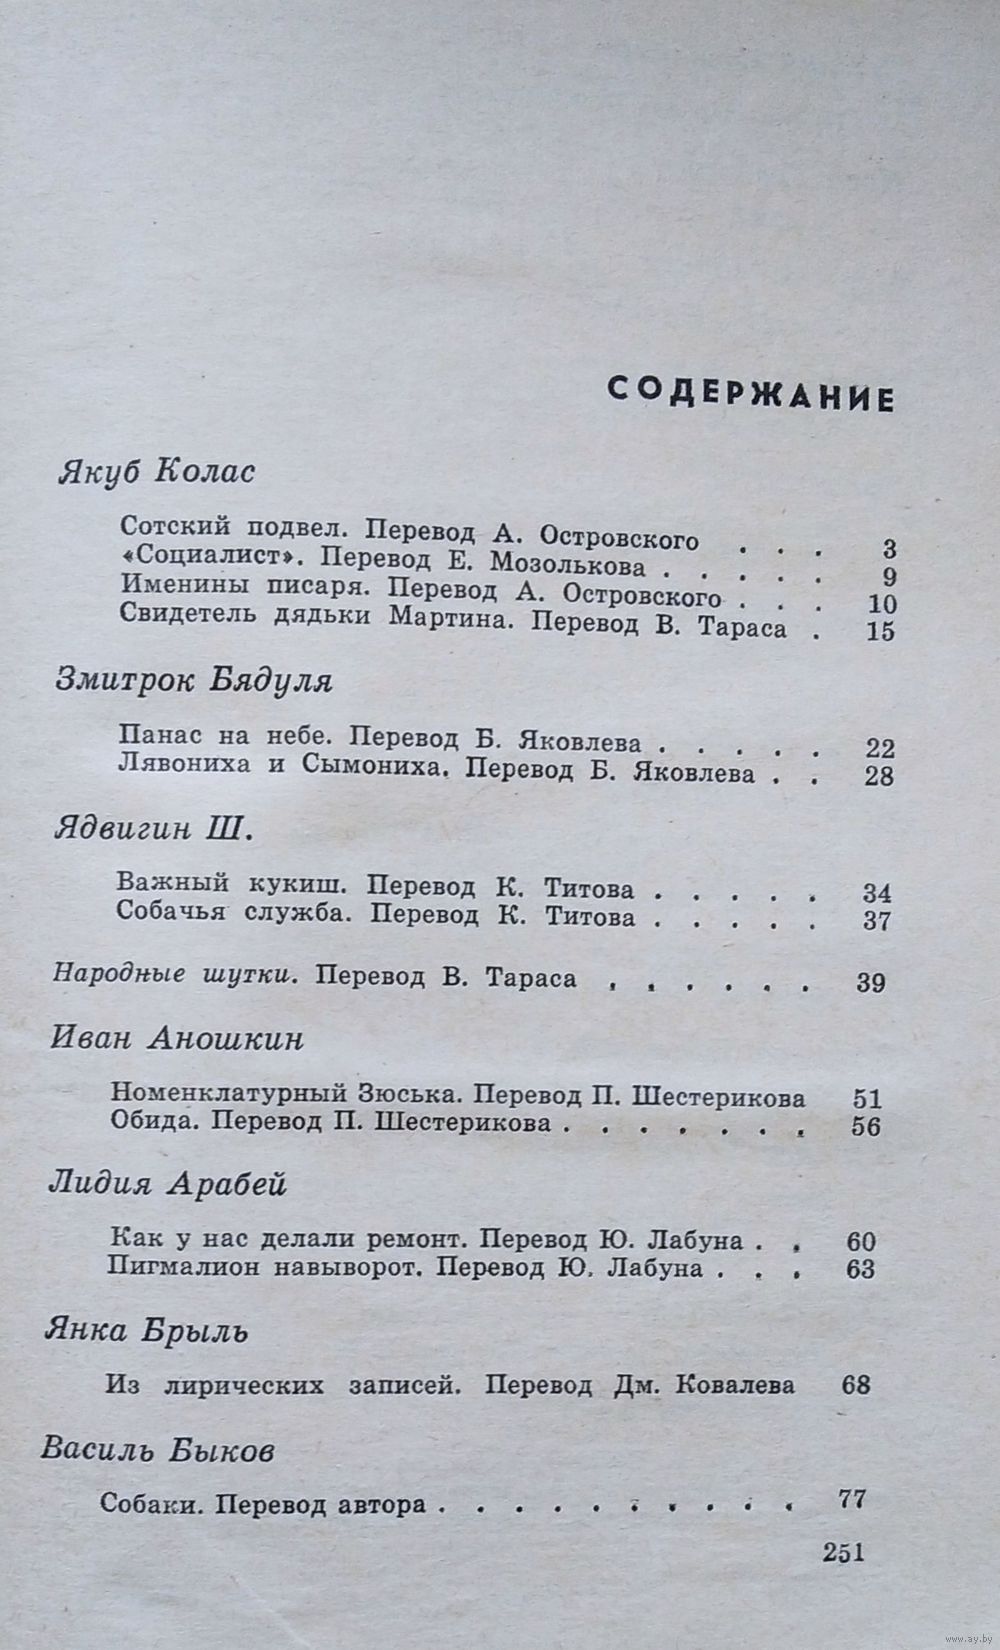 СОДЕРЖАНИЕ
Якуб Колас
Сотский подвел. Перевод А. Островского . . . 3
«Социалист». Перевод Е. Мозолькова . . . . . 9
Именины писаря. Перевод А. Островского . . . 10
Свидетель дядьки Мартина. Перевод В. Тараса . 15
Змитрок Бядуля
Панас на небе. Перевод Б. Яковлева . . . . . 22
Лявониха и Сымониха. Перевод Б. Яковлева . . 28
Ядвигин Ш.
Важный кукиш. Перевод К. Титова . . . . . 34
Собачья служба. Перевод К. Титова . . . . . 37
Народные шутки. Перевод В. Тараса . . . . . . 39
Иван Аношкин
Номенклатурный Зюська. Перевод П. Шестерикова 51
Обида. Перевод П. Шестерикова . . . . . . . 56
Лидия Арабей
Как у нас делали ремонт. Перевод Ю. Лабуна . . 60
Пигмалион навыворот. Перевод Ю. Лабуна . . . 63
Янка Брыль
Из лирических записей. Перевод Дм. Ковалева 68
Василь Быков
Собаки. Перевод автора . . . . . . . . . . 77
251
www.ay.by